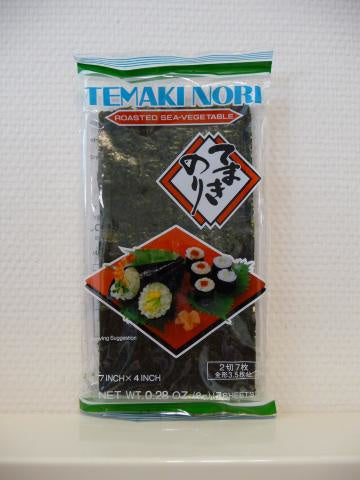 TEMAKI NORI
ROASTED SEA-VEGETABLE
てまき
のり
Serving Suggestion
2切7枚
全形3.5枚分
7 INCH × 4 INCH
NET WT. 0.28 OZ SHEETS